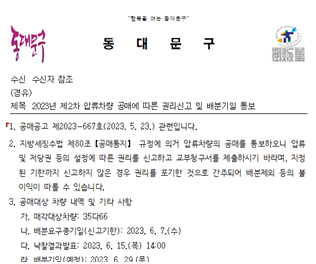 "행복을 여는 동대문구"
동대문구
동 대 문 구
수신 수신자 참조
(경유)
제목 2023년 제2차 압류차량 공매에 따른 권리신고 및 배분기일 통보
1. 공매공고 제2023-667호(2023. 5. 23.) 관련입니다.
2. 지방세징수법 제80조【공매통지】 규정에 의거 압류차량의 공매를 통보하오니 압류
및 저당권 등의 설정에 따른 권리를 신고하고 교부청구서를 제출하시기 바라며, 지정
된 기한까지 신고하지 않은 경우 권리를 포기한 것으로 간주되어 배분제외 등의 불
이익이 따를 수 있습니다.
3. 공매대상 차량 내역 및 기타 사항
가. 매각대상차량: 35다66
나. 배분요구종기일(신고기한): 2023. 6. 7.(수)
다. 낙찰결과발표: 2023. 6. 15.(목) 14:00
라. 배분기일(예정): 2023. 6. 29.(목)